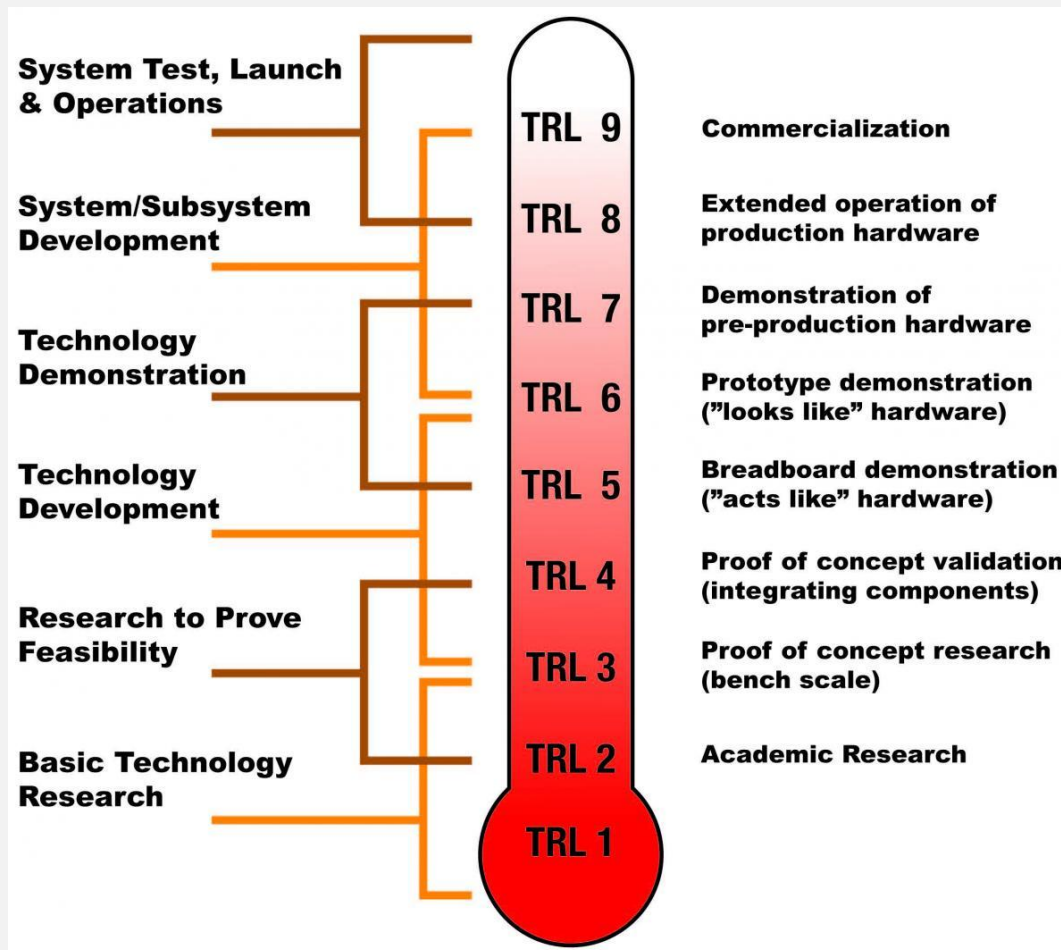 System Test, Launch
& Operations
System/Subsystem
Development
Technology
Demonstration
Technology
Development
Research to Prove
Feasibility
Basic Technology
Research
TRL 9
TRL 8
TRL 7
TRL 6
TRL 5
TRL 4
TRL 3
TRL 2
TRL 1
Commercialization
Extended operation of
production hardware
Demonstration of
pre-production hardware
Prototype demonstration
(”looks like” hardware)
Breadboard demonstration
(”acts like” hardware)
Proof of concept validation
(integrating components)
Proof of concept research
(bench scale)
Academic Research